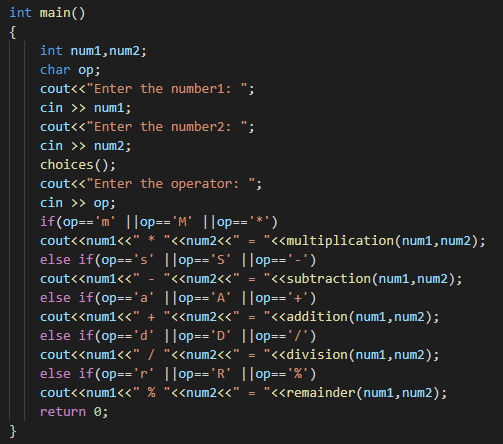 int main()
{
int num1,num2;
char op;
cout<<"Enter the number1: ";
cin >> num1;
cout<<"Enter the number2: ";
cin >> num2;
choices();
cout<<"Enter the operator: ";
cin >> op;
if(op=='m' ||op=='M' ||op=='*')
cout<<num1<<" * "<<num2<<" = "<<multiplication(num1,num2);
else if(op=='s' ||op=='S' ||op=='-')
cout<<num1<<" - "<<num2<<" = "<<subtraction(num1,num2);
else if(op=='a' ||op=='A' ||op=='+')
cout<<num1<<" + "<<num2<<" = "<<addition(num1,num2);
else if(op=='d' ||op=='D' ||op=='/')
cout<<num1<<" / "<<num2<<" = "<<division(num1,num2);
else if(op=='r' ||op=='R' ||op=='%')
cout<<num1<<" % "<<num2<<" = "<<remainder(num1,num2);
return 0;
}